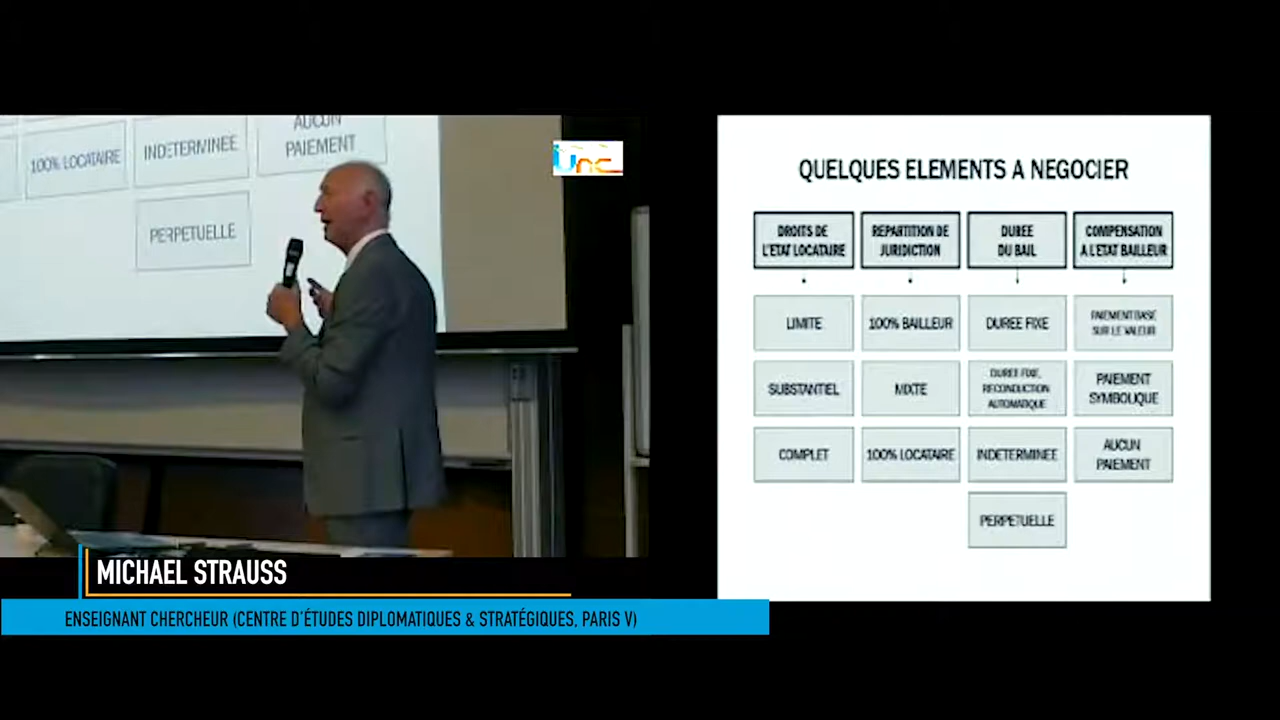 AUCUN
PAIEMENT
100% LOCATAIRE
INDETERMINEE
PERPETUELLE
Unc
MICHAEL STRAUSS
ENSEIGNANT CHERCHEUR (CENTRE D'ÉTUDES DIPLOMATIQUES & STRATÉGIQUES, PARIS V)
QUELQUES ELEMENTS A NEGOCIER
DROITS DE
L'ETAT LOCATAIRE
REPARTITION DE
JURIDICTION
DUREE
DU BAIL
COMPENSATION
A L'ETAT BAILLEUR
LIMITE
100% BAILLEUR
DUREE FIXE
PAIEMENT BASE
SUR LE VALEUR
SUBSTANTIEL
MIXTE
DUREE FIXE,
RECONDUCTION
AUTOMATIQUE
PAIEMENT
SYMBOLIQUE
COMPLET
100% LOCATAIRE
INDETERMINEE
AUCUN
PAIEMENT
PERPETUELLE